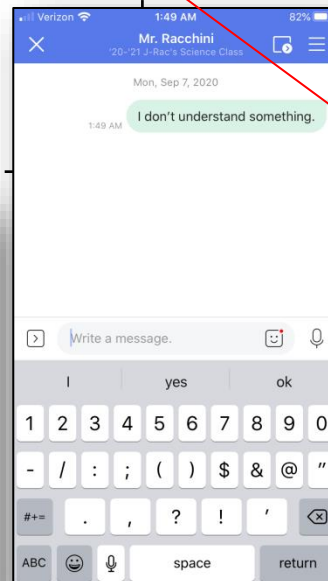 Verizon 1:49 AM 82%
Mr. Racchini
'20-'21 J-Rac's Science Class
Mon, Sep 7, 2020
1:49 AM I don't understand something.
Write a message.
I yes ok
1 2 3 4 5 6 7 8 9 0
- / : ; ( ) $ & @ "
#+= . , ? ! '
ABC space return